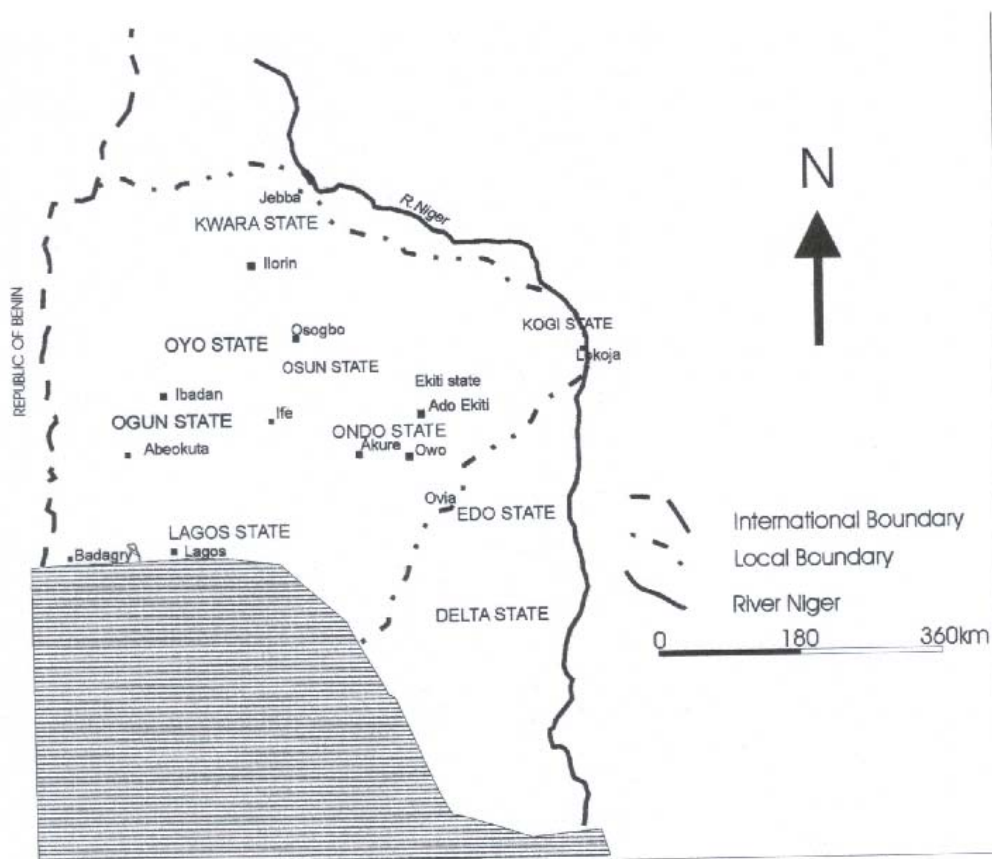 N
Jebba
R.Niger
KWARA STATE
Ilorin
REPUBLIC OF BENIN
KOGI STATE
Osogbo
OYO STATE
Lokoja
OSUN STATE
Ekiti state
Ibadan
Ado Ekiti
Ife
OGUN STATE
ONDO STATE
Abeokuta
Akure
Owo
Ovia
EDO STATE
International Boundary
LAGOS STATE
Badagry
Lagos
Local Boundary
River Niger
DELTA STATE
0 180 360km